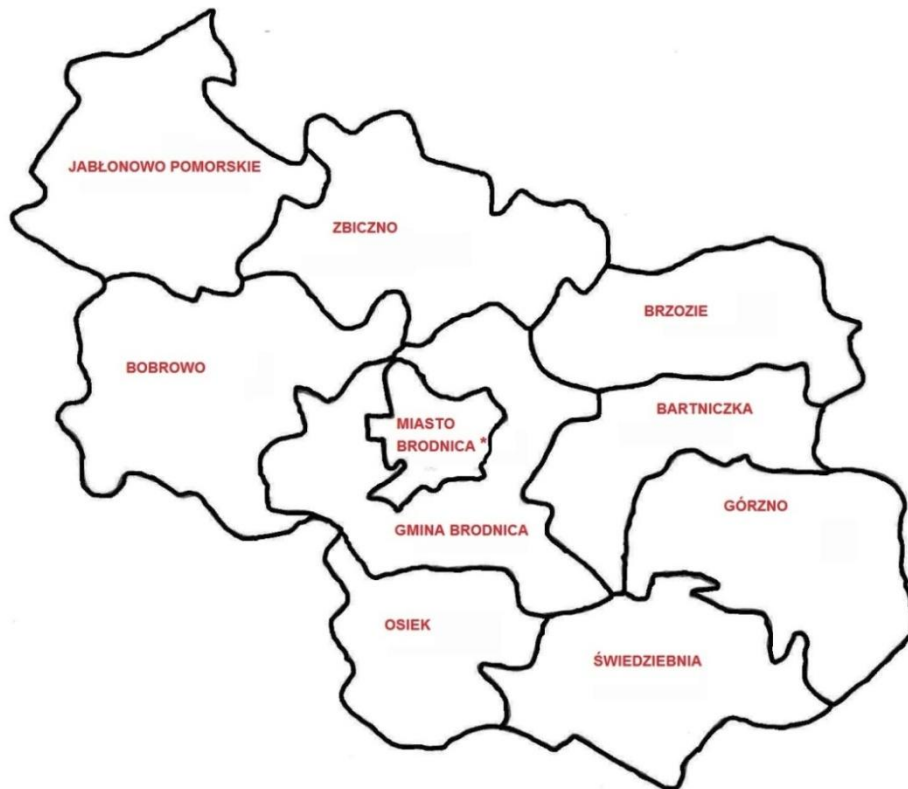 JABŁONOWO POMORSKIE
ZBICZNO
BRZOZIE
BOBROWO
BARTNICZKA
MIASTO
BRODNICA *
GÓRZNO
GMINA BRODNICA
OSIEK
ŚWIEDZIEBNIA